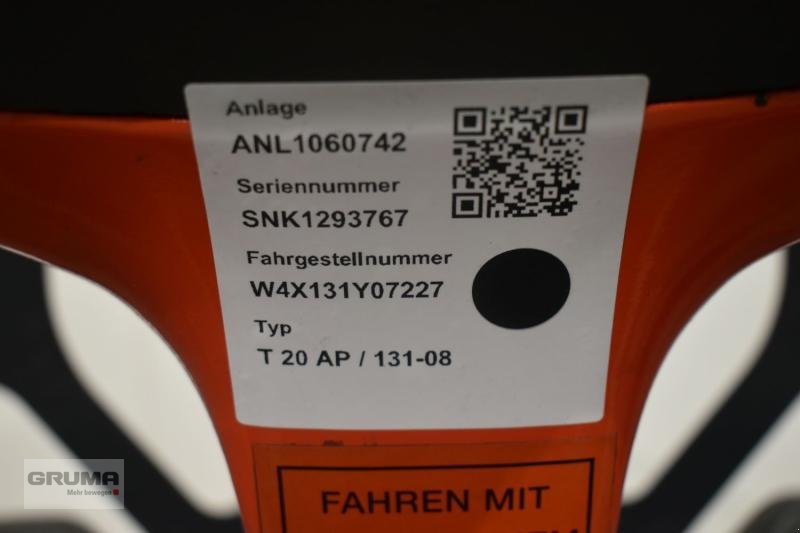 Anlage
ANL1060742
Seriennummer
SNK1293767
Fahrgestellnummer
W4X131Y07227
Typ
T 20 AP / 131-08
FAHREN MIT
GRUMA
Mehr bewegen